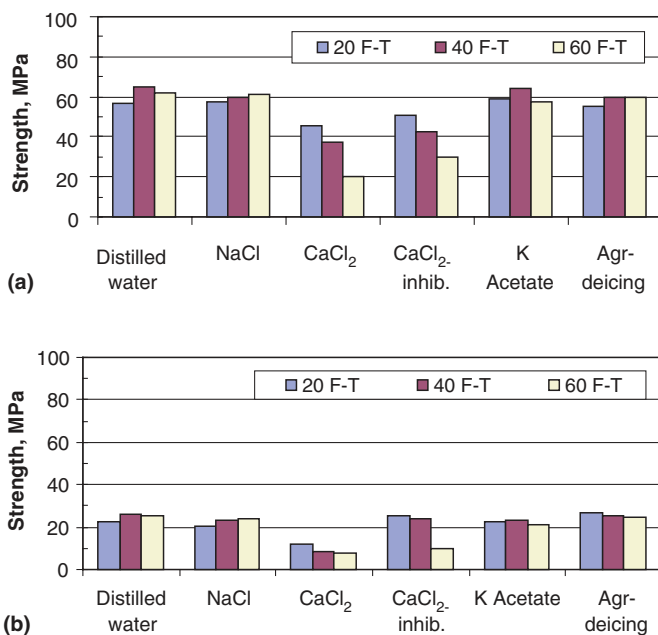 100
20 F-T 40 F-T 60 F-T
80
60
40
20
0
Strength, MPa
Distilled water
NaCl
CaCl₂
CaCl₂-inhib.
K Acetate
Agr-deicing
(a)
100
20 F-T 40 F-T 60 F-T
80
60
40
20
0
Strength, MPa
Distilled water
NaCl
CaCl₂
CaCl₂-inhib.
K Acetate
Agr-deicing
(b)